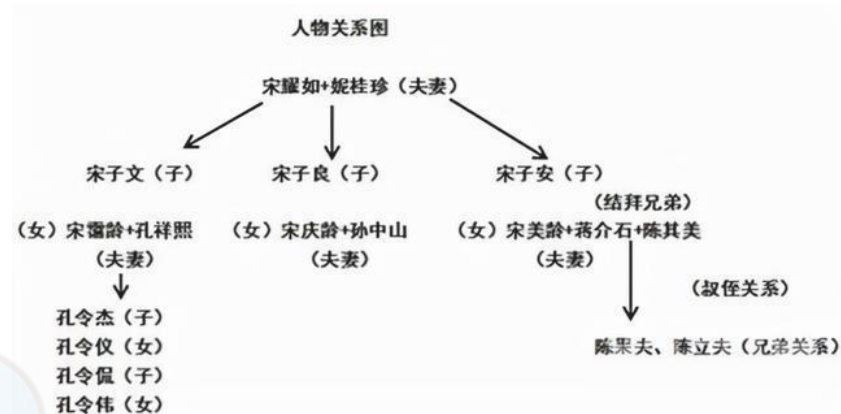 人物关系图
宋耀如+妮桂珍（夫妻）
宋子文（子） 宋子良（子） 宋子安（子）
（结拜兄弟）
（女）宋霭龄+孔祥熙 （女）宋庆龄+孙中山 （女）宋美龄+蒋介石+陈其美
（夫妻） （夫妻） （夫妻）
（叔侄关系）
孔令杰（子）
孔令仪（女） 陈果夫、陈立夫（兄弟关系）
孔令侃（子）
孔令伟（女）